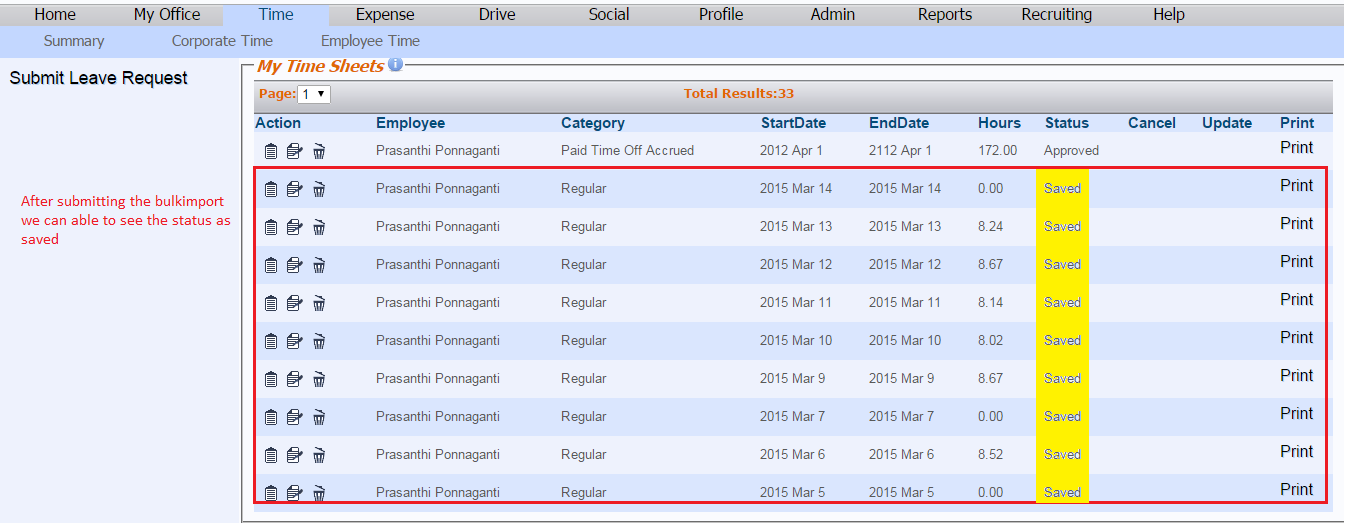 Home My Office Time Expense Drive Social Profile Admin Reports Recruiting Help
Summary Corporate Time Employee Time
Submit Leave Request
My Time Sheets i
Page: 1 Total Results:33
Action Employee Category StartDate EndDate Hours Status Cancel Update Print
Prasanthi Ponnaganti Paid Time Off Accrued 2012 Apr 1 2112 Apr 1 172.00 Approved Print
Prasanthi Ponnaganti Regular 2015 Mar 14 2015 Mar 14 0.00 Saved Print
Prasanthi Ponnaganti Regular 2015 Mar 13 2015 Mar 13 8.24 Saved Print
Prasanthi Ponnaganti Regular 2015 Mar 12 2015 Mar 12 8.67 Saved Print
Prasanthi Ponnaganti Regular 2015 Mar 11 2015 Mar 11 8.14 Saved Print
Prasanthi Ponnaganti Regular 2015 Mar 10 2015 Mar 10 8.02 Saved Print
Prasanthi Ponnaganti Regular 2015 Mar 9 2015 Mar 9 8.67 Saved Print
Prasanthi Ponnaganti Regular 2015 Mar 7 2015 Mar 7 0.00 Saved Print
Prasanthi Ponnaganti Regular 2015 Mar 6 2015 Mar 6 8.52 Saved Print
Prasanthi Ponnaganti Regular 2015 Mar 5 2015 Mar 5 0.00 Saved Print
After submitting the bulkimport
we can able to see the status as
saved